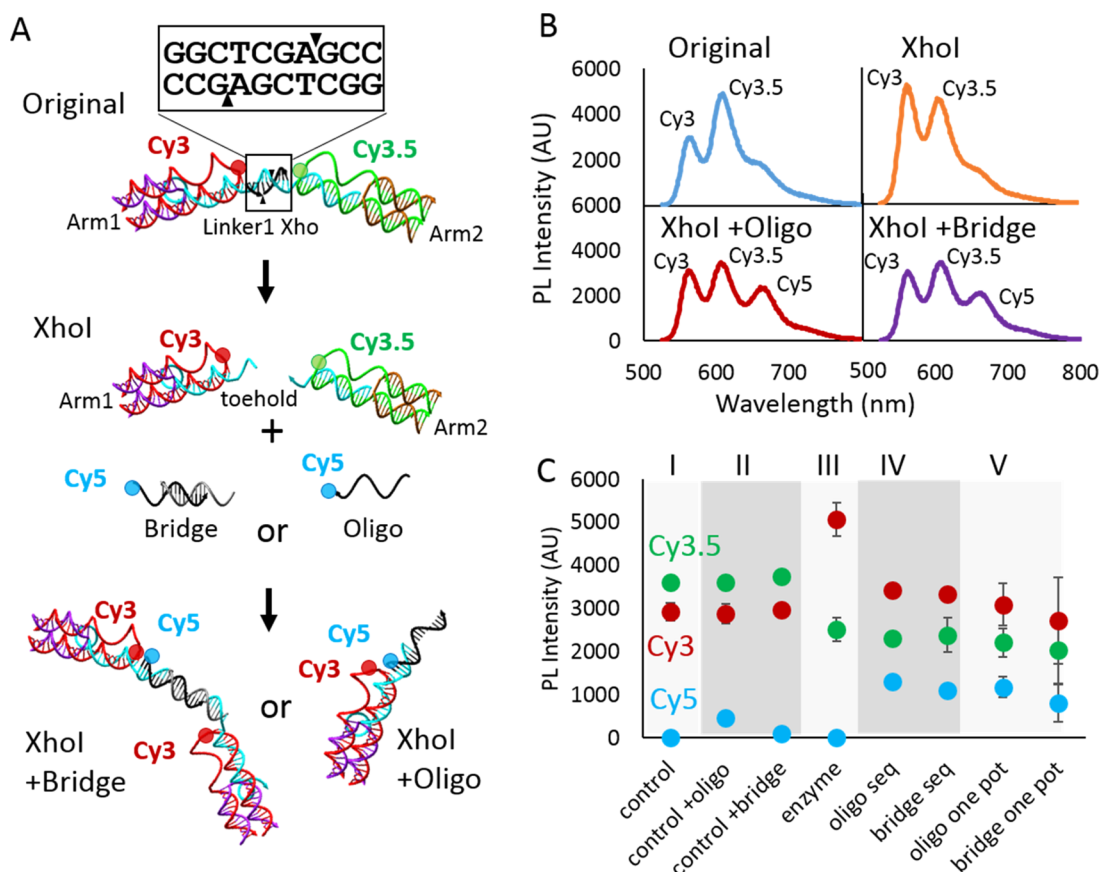 A
GGCTCGAGCC
CCGAGCTCGG
Original
Cy3
Cy3.5
Arm1
Linker1 Xho
Arm2
XhoI
Cy3
Cy3.5
Arm1
toehold
Arm2
+
Cy5
Cy5
Bridge
or
Oligo
Cy3
Cy5
Cy5
Cy3
or
XhoI
+Bridge
Cy3
XhoI
+Oligo
B
Original
XhoI
PL Intensity (AU)
6000
4000
2000
6000
4000
2000
0
Cy3
Cy3.5
Cy3
Cy3.5
XhoI +Oligo
XhoI +Bridge
Cy3
Cy3.5
Cy5
Cy3
Cy3.5
Cy5
500 600 700 500 600 700 800
Wavelength (nm)
C
I II III IV V
PL Intensity (AU)
6000
5000
4000
3000
2000
1000
0
Cy3.5
Cy3
Cy5
control
control +oligo
control +bridge
enzyme
oligo seq
bridge seq
oligo one pot
bridge one pot